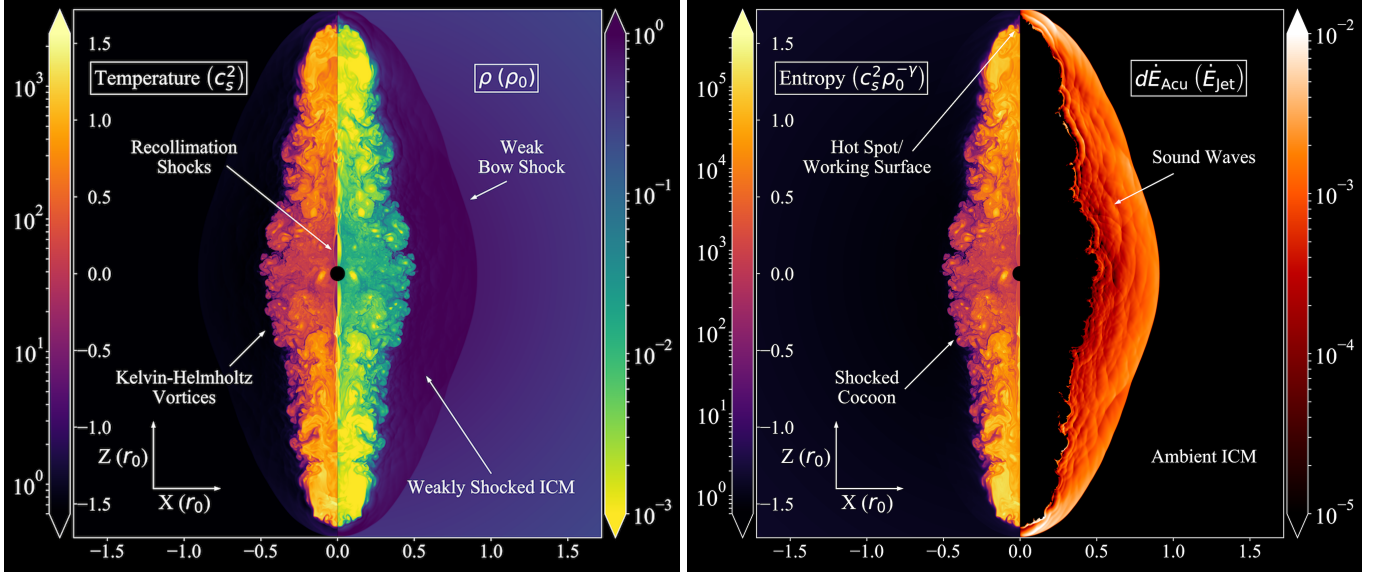 Temperature (c_s^2)
ρ (ρ_0)
Recollimation
Shocks
Weak
Bow Shock
Kelvin-Helmholtz
Vortices
Weakly Shocked ICM
Z (r_0)
X (r_0)
10^3
10^2
10^1
10^0
1.5
1.0
0.5
0.0
−0.5
−1.0
−1.5
−1.5 −1.0 −0.5 0.0 0.5 1.0 1.5
10^0
10^-1
10^-2
10^-3
Entropy (c_s^2 ρ_0^-γ)
dĖ_Acu (Ė_Jet)
Hot Spot/
Working Surface
Sound Waves
Shocked
Cocoon
Ambient ICM
Z (r_0)
X (r_0)
10^5
10^4
10^3
10^2
10^1
10^0
1.5
1.0
0.5
0.0
−0.5
−1.0
−1.5
−1.5 −1.0 −0.5 0.0 0.5 1.0 1.5
10^-2
10^-3
10^-4
10^-5